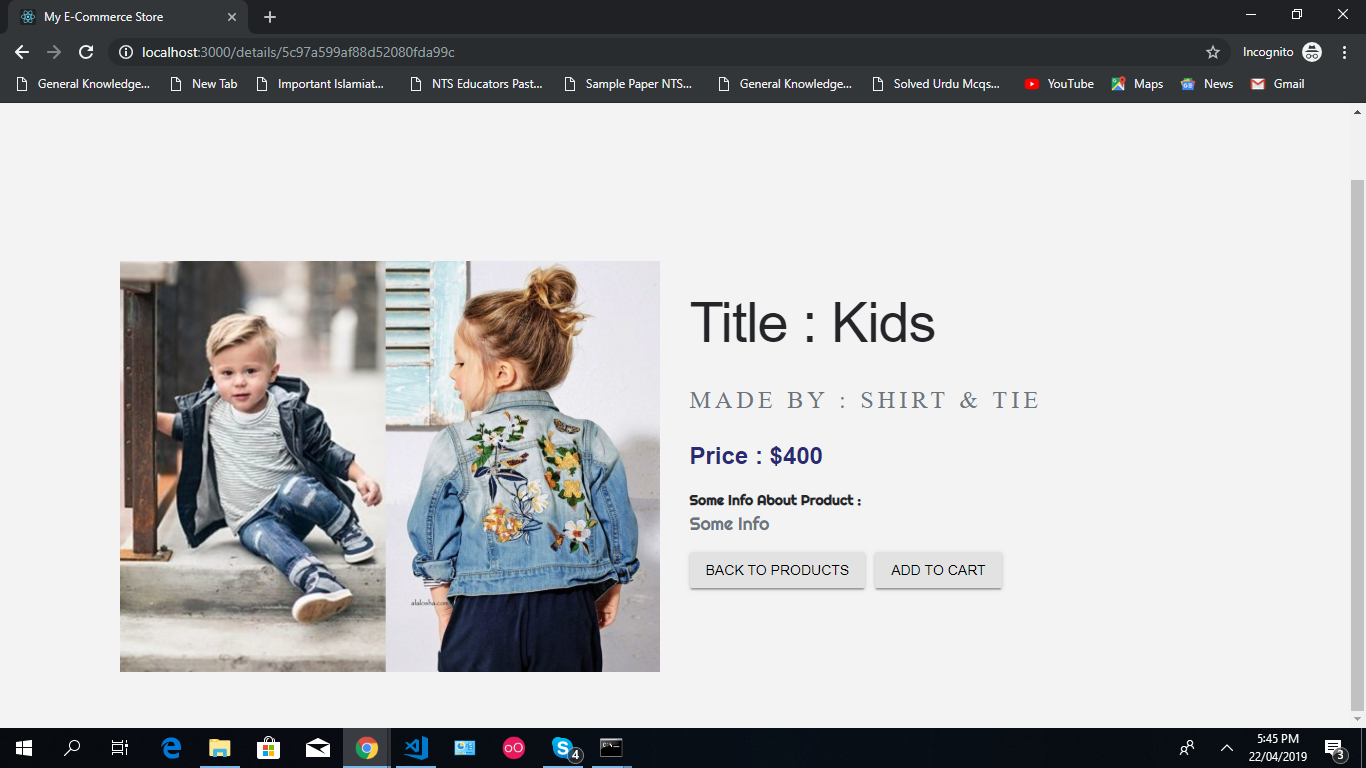 My E-Commerce Store
localhost:3000/details/5c97a599af88d52080fda99c
Incognito
General Knowledge...
New Tab
Important Islamiat...
NTS Educators Past...
Sample Paper NTS...
General Knowledge...
Solved Urdu Mcqs...
YouTube
Maps
News
Gmail
Title : Kids
MADE BY : SHIRT & TIE
Price : $400
Some Info About Product :
Some Info
BACK TO PRODUCTS
ADD TO CART
alalosha.com
4
5:45 PM
22/04/2019
3